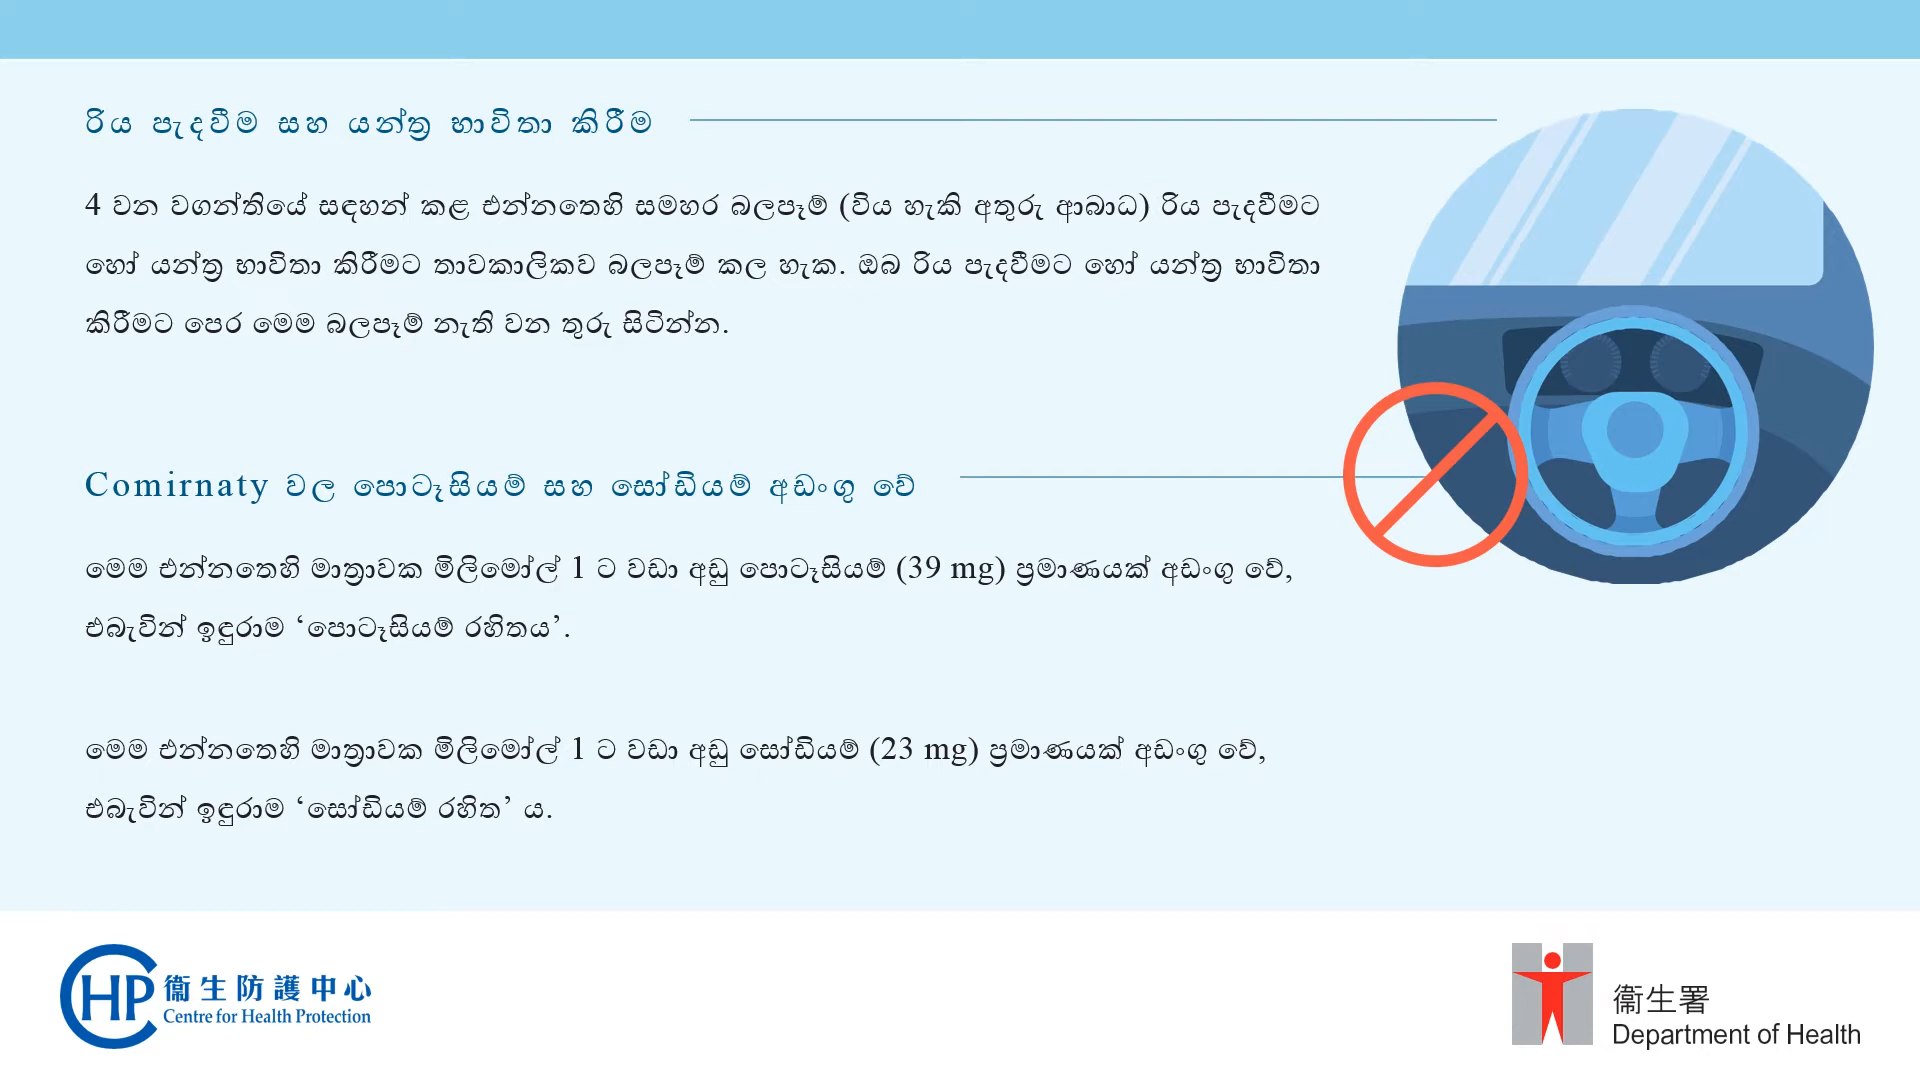 රිය පැදවීම සහ යන්ත්‍ර භාවිතා කිරීම
4 වන වගන්තියේ සඳහන් කළ එන්නතෙහි සමහර බලපෑම් (විය හැකි අතුරු ආබාධ) රිය පැදවීමට
හෝ යන්ත්‍ර භාවිතා කිරීමට තාවකාලිකව බලපෑම් කල හැක. ඔබ රිය පැදවීමට හෝ යන්ත්‍ර භාවිතා
කිරීමට පෙර මෙම බලපෑම් නැති වන තුරු සිටින්න.
Comirnaty වල පොටෑසියම් සහ සෝඩියම් අඩංගු වේ
මෙම එන්නතෙහි මාත්‍රාවක මිලිමෝල් 1 ට වඩා අඩු පොටෑසියම් (39 mg) ප්‍රමාණයක් අඩංගු වේ,
එබැවින් ඉඳුරාම ‘පොටෑසියම් රහිතය’.
මෙම එන්නතෙහි මාත්‍රාවක මිලිමෝල් 1 ට වඩා අඩු සෝඩියම් (23 mg) ප්‍රමාණයක් අඩංගු වේ,
එබැවින් ඉඳුරාම ‘සෝඩියම් රහිත’ ය.
CHP 衞生防護中心
Centre for Health Protection
衞生署
Department of Health